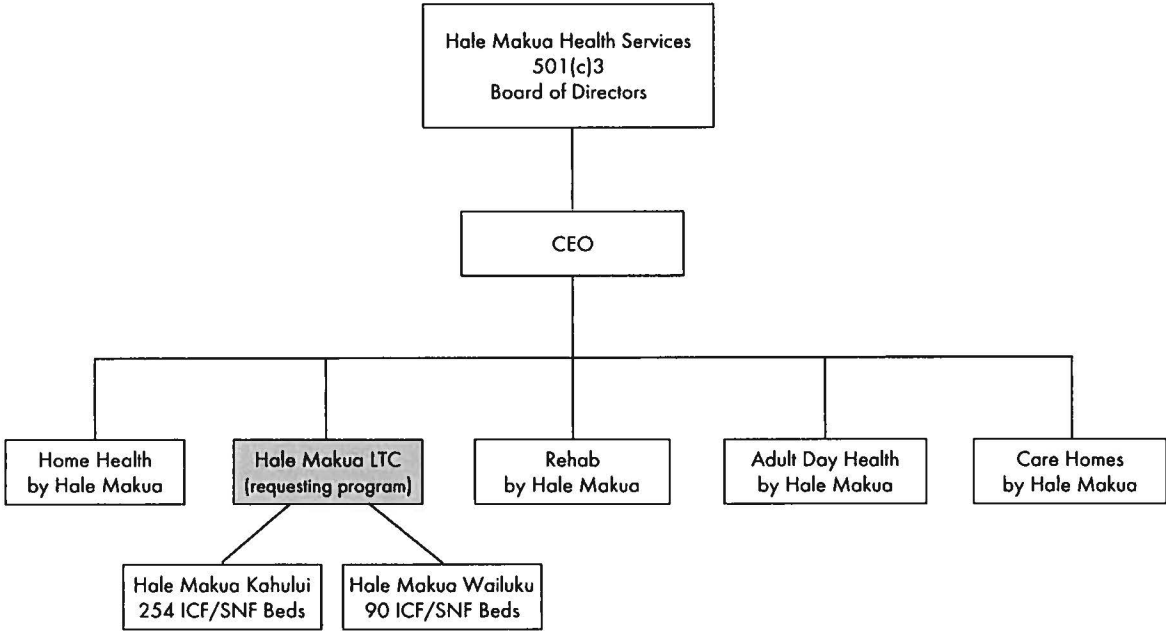 Hale Makua Health Services
501(c)3
Board of Directors
CEO
Home Health
by Hale Makua
Hale Makua LTC
(requesting program)
Rehab
by Hale Makua
Adult Day Health
by Hale Makua
Care Homes
by Hale Makua
Hale Makua Kahului
254 ICF/SNF Beds
Hale Makua Wailuku
90 ICF/SNF Beds